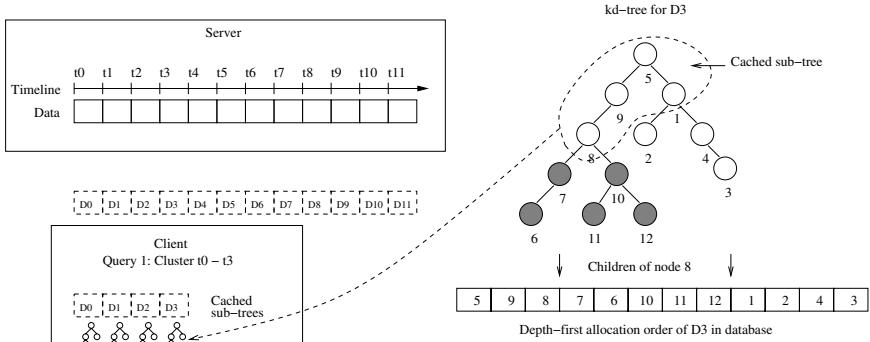 kd−tree for D3
Server
t0 t1 t2 t3 t4 t5 t6 t7 t8 t9 t10 t11
Timeline
Data
5
Cached sub−tree
9 1
8 2 4
7 10 3
6 11 12
D0 D1 D2 D3 D4 D5 D6 D7 D8 D9 D10 D11
Client
Query 1: Cluster t0 − t3
D0 D1 D2 D3
Cached
sub−trees
Children of node 8
5 9 8 7 6 10 11 12 1 2 4 3
Depth−first allocation order of D3 in database